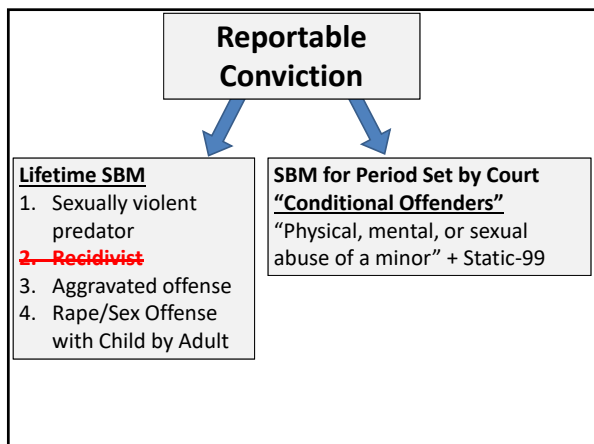 Reportable
Conviction
Lifetime SBM
1. Sexually violent
predator
2. Recidivist
3. Aggravated offense
4. Rape/Sex Offense
with Child by Adult
SBM for Period Set by Court
“Conditional Offenders”
“Physical, mental, or sexual
abuse of a minor” + Static-99